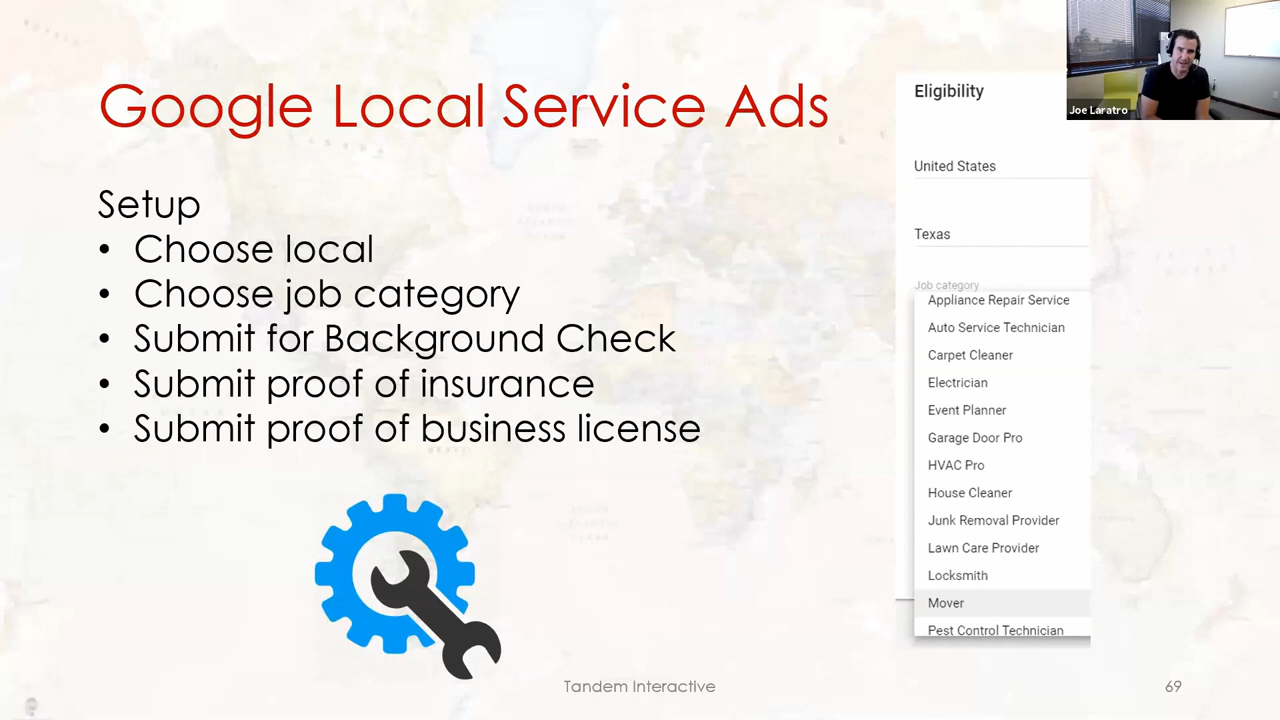 Google Local Service Ads
Setup
• Choose local
• Choose job category
• Submit for Background Check
• Submit proof of insurance
• Submit proof of business license
Eligibility
United States
Texas
Job category
Appliance Repair Service
Auto Service Technician
Carpet Cleaner
Electrician
Event Planner
Garage Door Pro
HVAC Pro
House Cleaner
Junk Removal Provider
Lawn Care Provider
Locksmith
Mover
Pest Control Technician
Joe Laratro
Tandem Interactive
69